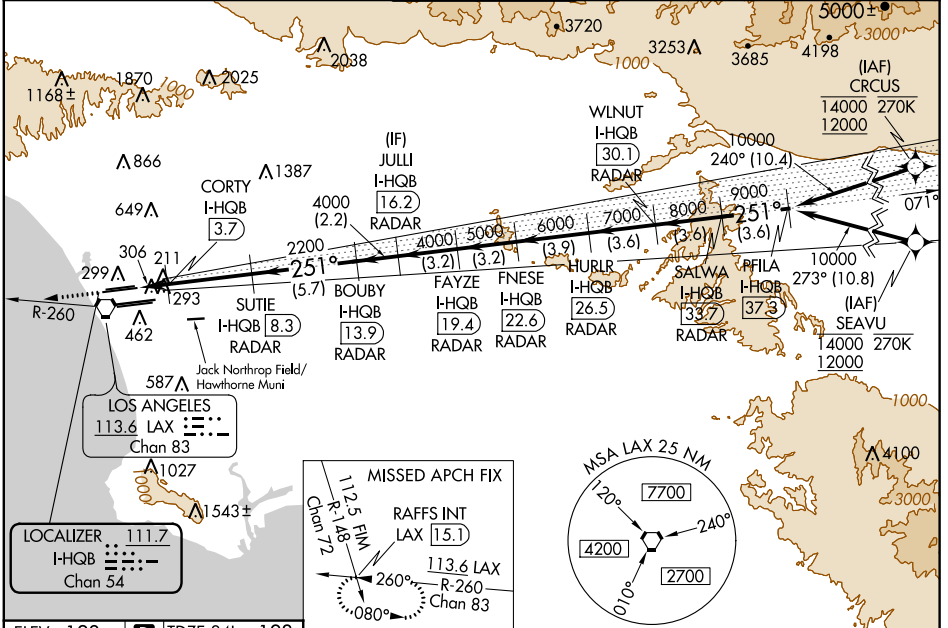 3720
5000±
3000
2038
3253
3685
4198
1000
1168±
1870
2025
1000
(IAF)
CRCUS
14000 270K
12000
WLNUT
I-HQB
30.1
RADAR
10000
240° (10.4)
866
1387
(IF)
JULLI
I-HQB
16.2
RADAR
CORTY
I-HQB
3.7
649
071°
4000
(2.2)
9000
251°
(3.6)
8000
(3.6)
7000
(3.6)
6000
(3.9)
5000
(3.2)
4000
(3.2)
2200
251°
(5.7)
10000
273° (10.8)
306
211
299
293
R-260
462
SUTIE
I-HQB 8.3
RADAR
BOUBY
I-HQB
13.9
RADAR
FAYZE
I-HQB
19.4
RADAR
FNESE
I-HQB
22.6
RADAR
HURLR
I-HQB
26.5
RADAR
SALWA
I-HQB
33.7
RADAR
PFILA
I-HQB
37.3
(IAF)
SEAVU
14000 270K
12000
Jack Northrop Field/
Hawthorne Muni
587
LOS ANGELES
113.6 LAX
Chan 83
1000
1027
1543±
LOCALIZER 111.7
I-HQB
Chan 54
MISSED APCH FIX
112.5 FIM
R-148
Chan 72
RAFFS INT
LAX 15.1
113.6 LAX
R-260
Chan 83
260°
080°
MSA LAX 25 NM
120°
7700
240°
4200
2700
010°
1000
4100
3000